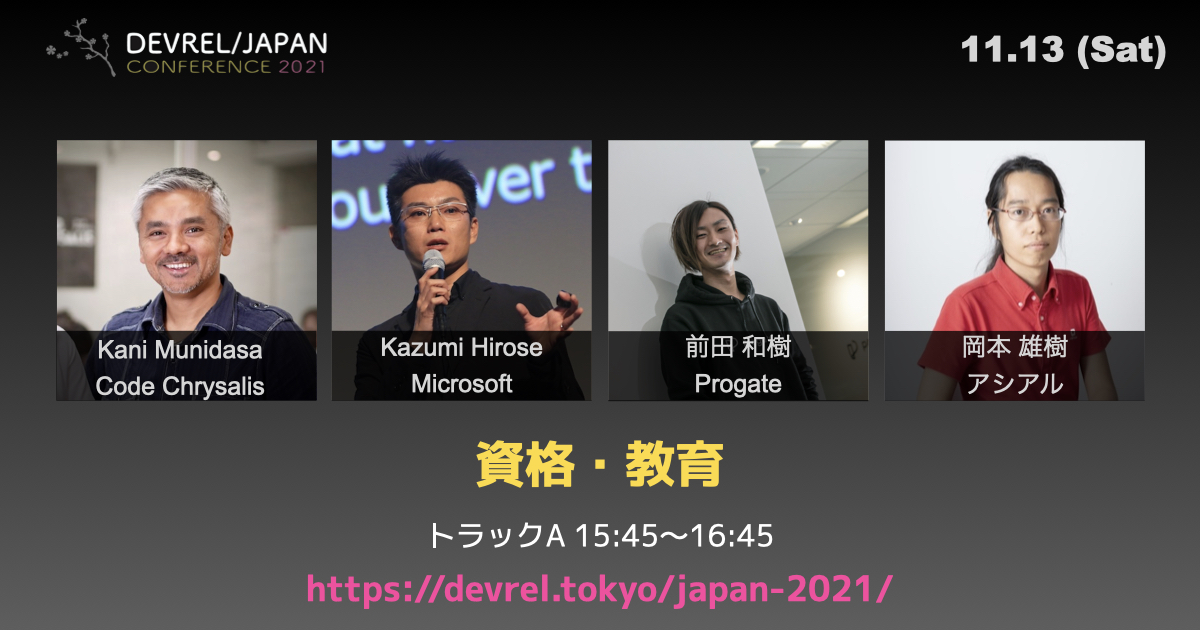 DEVREL/JAPAN
CONFERENCE 2021
11.13 (Sat)
Kani Munidasa
Code Chrysalis
Kazumi Hirose
Microsoft
前田 和樹
Progate
岡本 雄樹
アシアル
資格・教育
トラックA 15:45〜16:45
https://devrel.tokyo/japan-2021/